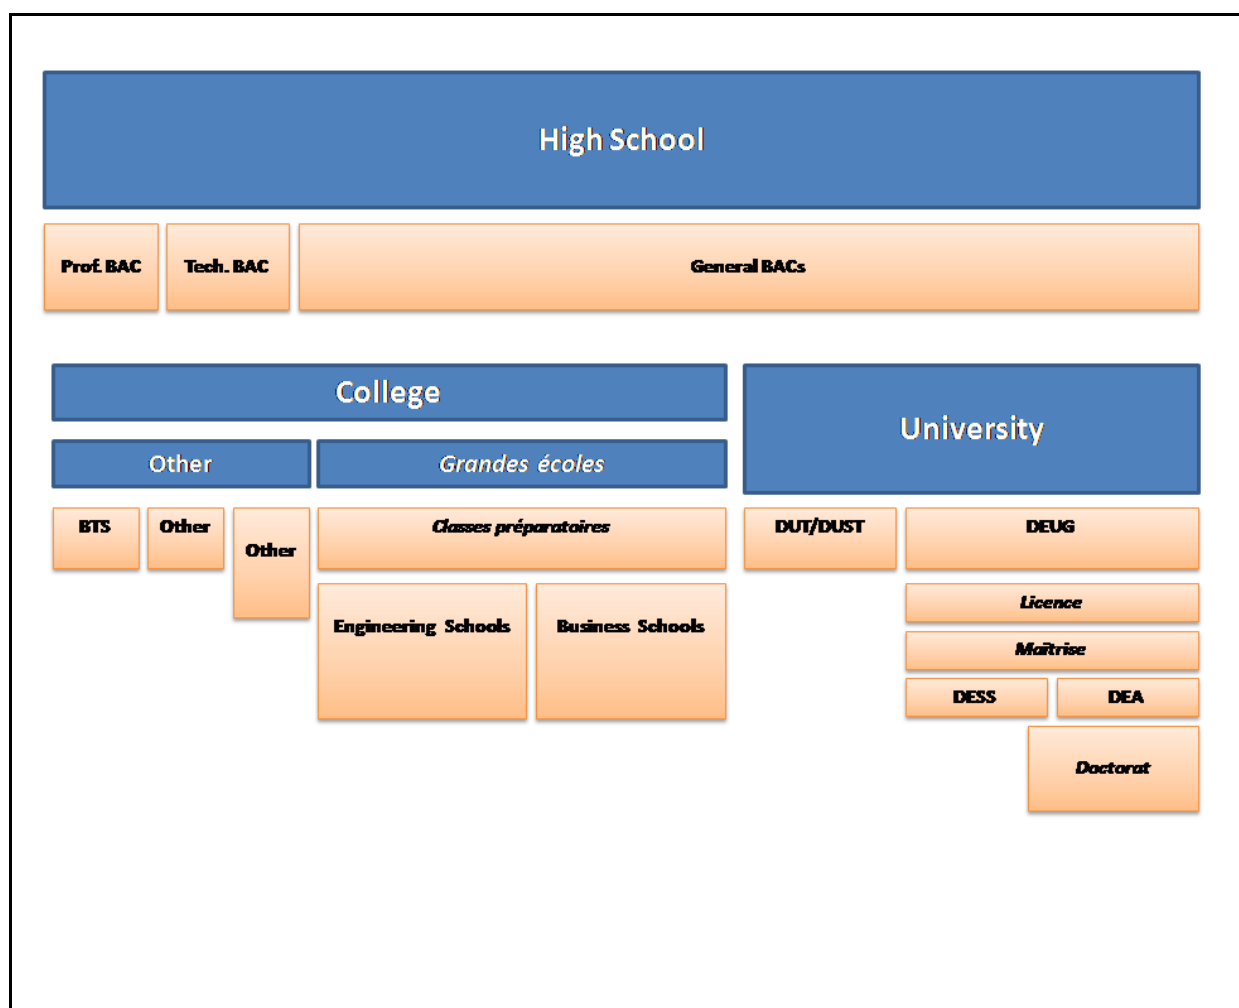 High School
Prof. BAC
Tech. BAC
General BACs
College
University
Other
Grandes écoles
BTS
Other
Other
Classes préparatoires
DUT/DUST
DEUG
Engineering Schools
Business Schools
Licence
Maîtrise
DESS
DEA
Doctorat